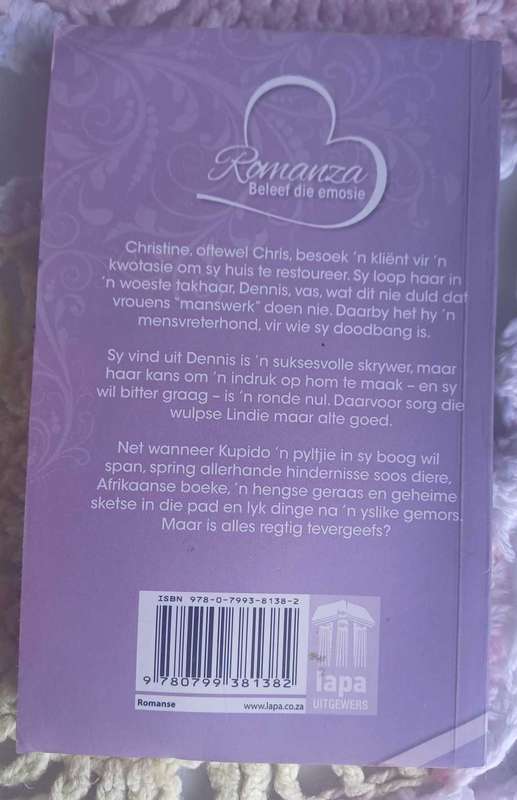 Romanza
Beleef die emosie
Christine, oftewel Chris, besoek 'n kliënt vir 'n
kwotasie om sy huis te restoureer. Sy loop haar in
'n woeste takhaar, Dennis, vas, wat dit nie duld dat
vrouens "manswerk" doen nie. Daarby het hy 'n
mensvreterhond, vir wie sy doodbang is.
Sy vind uit Dennis is 'n suksesvolle skrywer, maar
haar kans om 'n indruk op hom te maak – en sy
wil bitter graag – is 'n ronde nul. Daarvoor sorg die
wulpse Lindie maar alte goed.
Net wanneer Kupido 'n pyltjie in sy boog wil
span, spring allerhande hindernisse soos diere,
Afrikaanse boeke, 'n hengse geraas en geheime
sketse in die pad en lyk dinge na 'n yslike gemors.
Maar is alles regtig tevergeefs?
ISBN 978-0-7993-8138-2
9 780799 381382
Romanse www.lapa.co.za
lapa
UITGEWERS